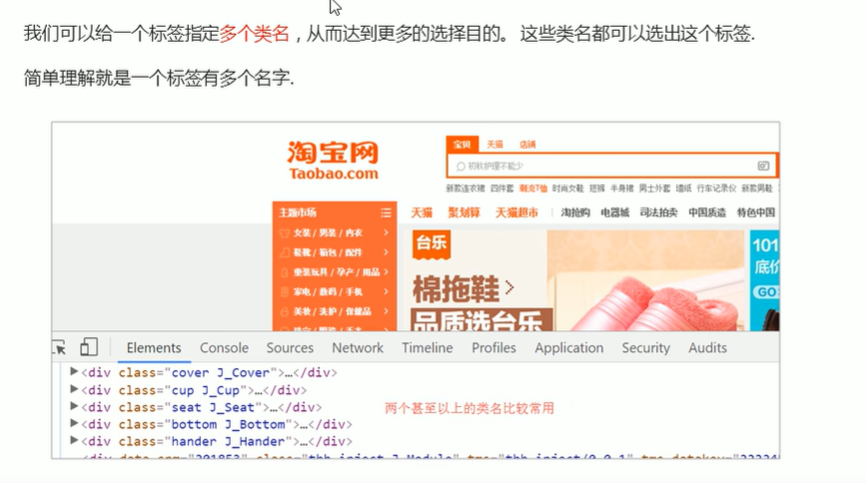 我们可以给一个标签指定多个类名，从而达到更多的选择目的。 这些类名都可以选出这个标签.
简单理解就是一个标签有多个名字.
淘宝网
Taobao.com
宝贝 天猫 店铺
初秋护理不能少
新款连衣裙 四件套 潮流T恤 时尚女鞋 短裤 半身裙 男士外套 墙纸 行车记录仪 新款男鞋
主题市场
天猫 聚划算 天猫超市 | 淘抢购 电器城 司法拍卖 中国质造 特色中国
女装 / 男装 / 内衣
鞋靴 / 箱包 / 配件
童装玩具 / 孕产 / 用品
家电 / 数码 / 手机
美妆 / 洗护 / 保健品
台乐
棉拖鞋
品质选台乐
101
底价
GO
Elements Console Sources Network Timeline Profiles Application Security Audits
<div class="cover J_Cover">…</div>
<div class="cup J_Cup">…</div>
<div class="seat J_Seat">…</div>
两个甚至以上的类名比较常用
<div class="bottom J_Bottom">…</div>
<div class="hander J_Hander">…</div>